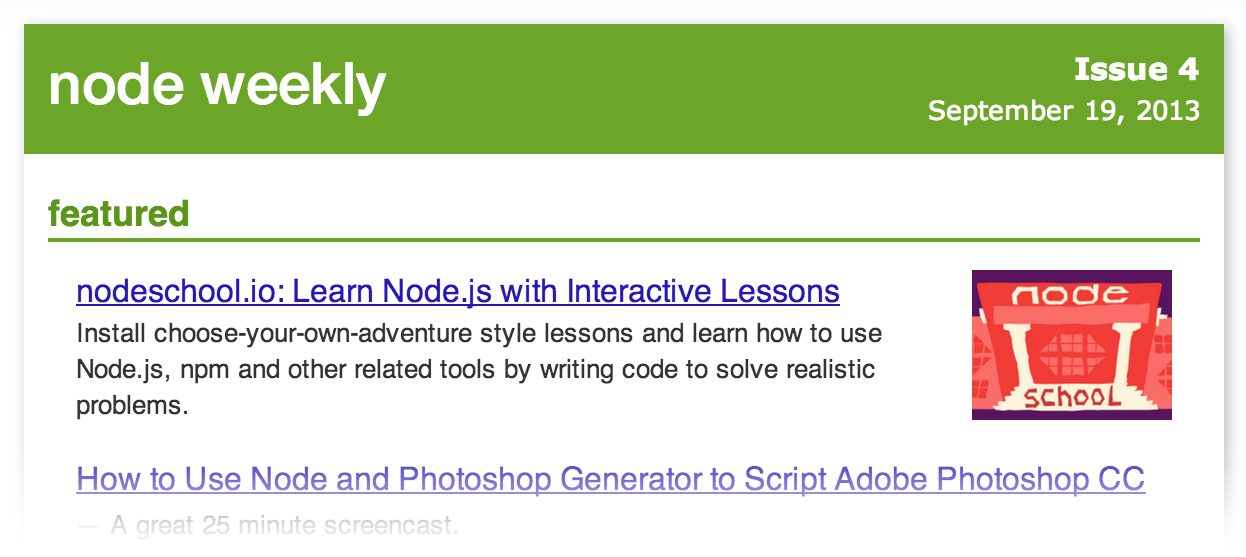 node weekly
Issue 4
September 19, 2013
featured
nodeschool.io: Learn Node.js with Interactive Lessons
Install choose-your-own-adventure style lessons and learn how to use
Node.js, npm and other related tools by writing code to solve realistic
problems.
node
SCHOOL
How to Use Node and Photoshop Generator to Script Adobe Photoshop CC
— A great 25 minute screencast.